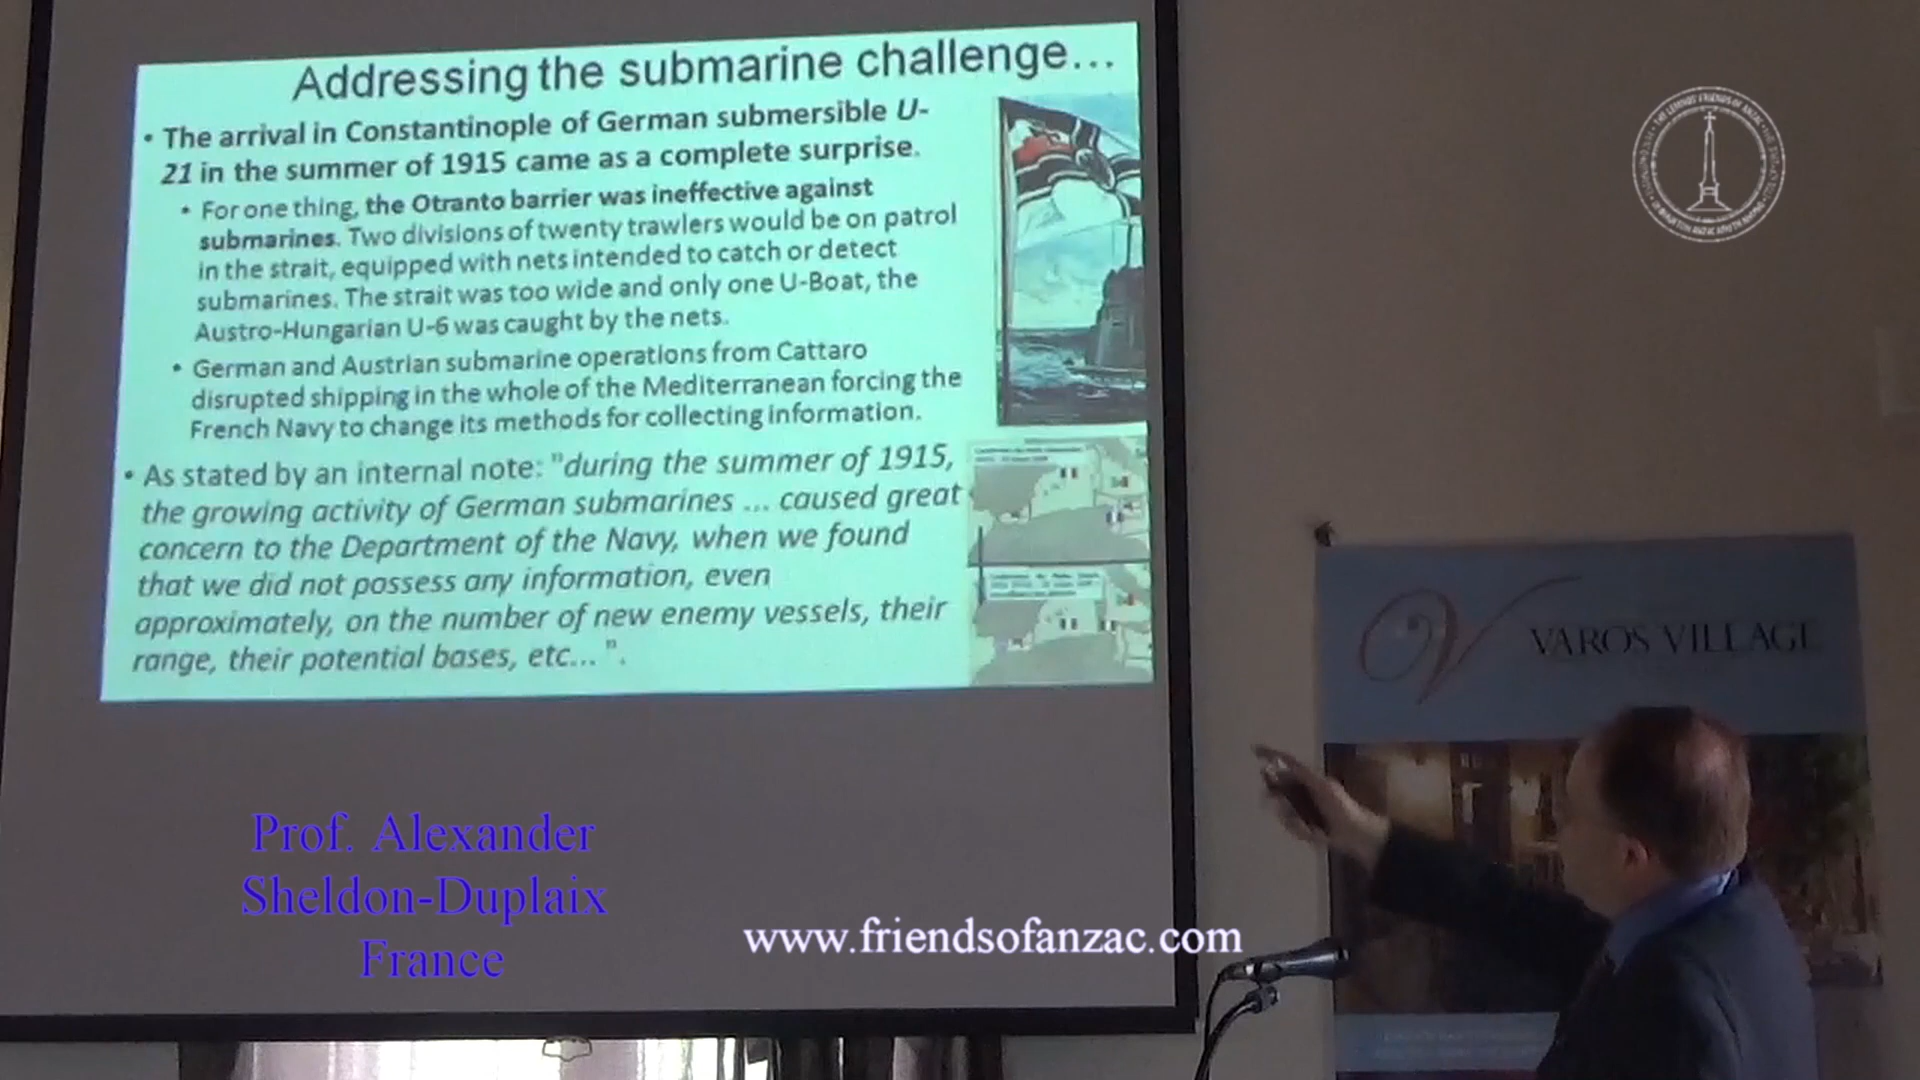 Addressing the submarine challenge...
• The arrival in Constantinople of German submersible U-
21 in the summer of 1915 came as a complete surprise.
• For one thing, the Otranto barrier was ineffective against
submarines. Two divisions of twenty trawlers would be on patrol
in the strait, equipped with nets intended to catch or detect
submarines. The strait was too wide and only one U-Boat, the
Austro-Hungarian U-6 was caught by the nets.
• German and Austrian submarine operations from Cattaro
disrupted shipping in the whole of the Mediterranean forcing the
French Navy to change its methods for collecting information.
• As stated by an internal note: "during the summer of 1915,
the growing activity of German submarines ... caused great
concern to the Department of the Navy, when we found
that we did not possess any information, even
approximately, on the number of new enemy vessels, their
range, their potential bases, etc... ".
VAROS VILLAGE
Prof. Alexander
Sheldon-Duplaix
France
www.friendsofanzac.com